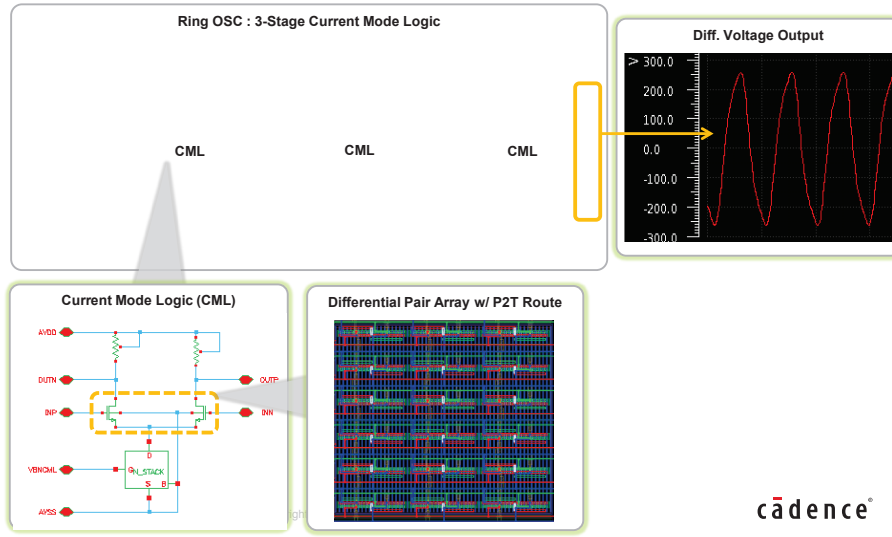 Ring OSC : 3-Stage Current Mode Logic
CML
CML
CML
Diff. Voltage Output
300.0
200.0
100.0
0.0
-100.0
-200.0
-300.0
Current Mode Logic (CML)
AVDD
OUTN
OUTP
INP
INN
D
VBNCML
G
N_STACK
S
B
AVSS
Differential Pair Array w/ P2T Route
cādence®